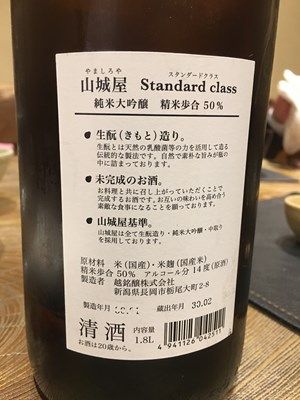 やましろや
スタンダードクラス
山城屋 Standard class
純米大吟醸 精米歩合 50%
●生酛(きもと)造り。
生酛とは天然の乳酸菌等の力を活用して造る
伝統的な製法です。自然で素朴な旨みが瓶の
中に詰まっております。
●未完成のお酒。
お料理と共に召し上がっていただくことで
完成するお酒です。お互いの味わいを高め合う
素敵な食事になることを願っております。
●山城屋基準。
山城屋は全て生酛造り・純米大吟醸・中取り
を採用しております。
原材料 米(国産)・米麹(国産米)
精米歩合50% アルコール分14度(原酒)
製造者 越銘醸株式会社
新潟県長岡市栃尾大町2-8
製造年月
蔵出年月 30.02
清酒
内容量
1.8L
お酒は20歳から。
4941126042511